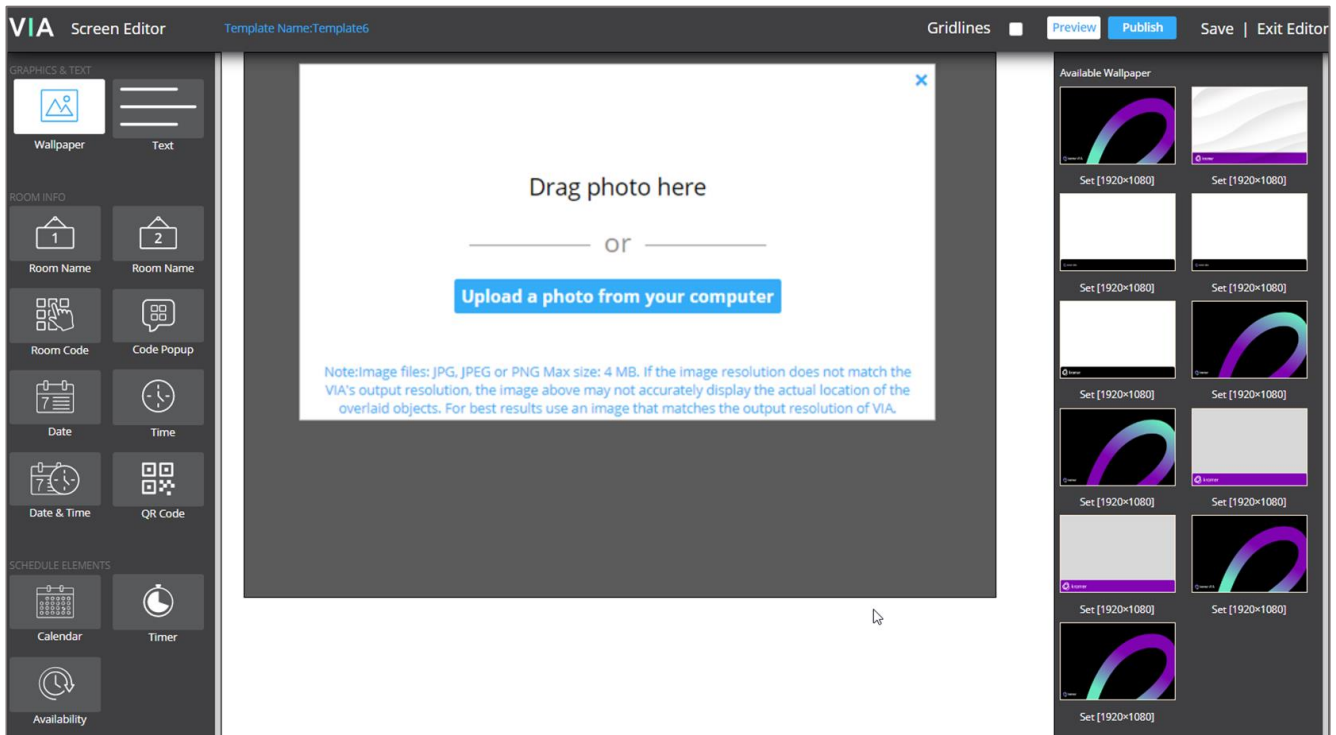 VIA Screen Editor Template Name:Template6 Gridlines Preview Publish Save | Exit Editor
GRAPHICS & TEXT
Wallpaper Text
ROOM INFO
1 2
Room Name Room Name
Room Code Code Popup
7
Date Time
7
Date & Time QR Code
SCHEDULE ELEMENTS
Calendar Timer
Availability
Drag photo here
or
Upload a photo from your computer
Note:Image files: JPG, JPEG or PNG Max size: 4 MB. If the image resolution does not match the
VIA's output resolution, the image above may not accurately display the actual location of the
overlaid objects. For best results use an image that matches the output resolution of VIA.
Available Wallpaper
Set [1920×1080] Set [1920×1080]
Set [1920×1080] Set [1920×1080]
Set [1920×1080] Set [1920×1080]
Set [1920×1080] Set [1920×1080]
Set [1920×1080] Set [1920×1080]
Set [1920×1080]